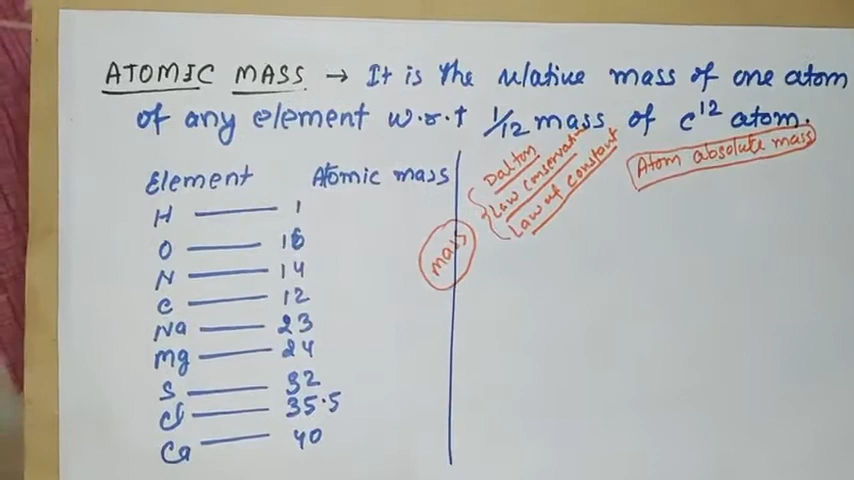 ATOMIC MASS → It is the relative mass of one atom
of any element w.r.t 1/12 mass of C¹² atom.
Element Atomic mass
H — 1
O — 16
N — 14
C — 12
Na — 23
Mg — 24
S — 32
Cl — 35.5
Ca — 40
mass
Dalton
Law conservation
Law of constant
Atom absolute mass